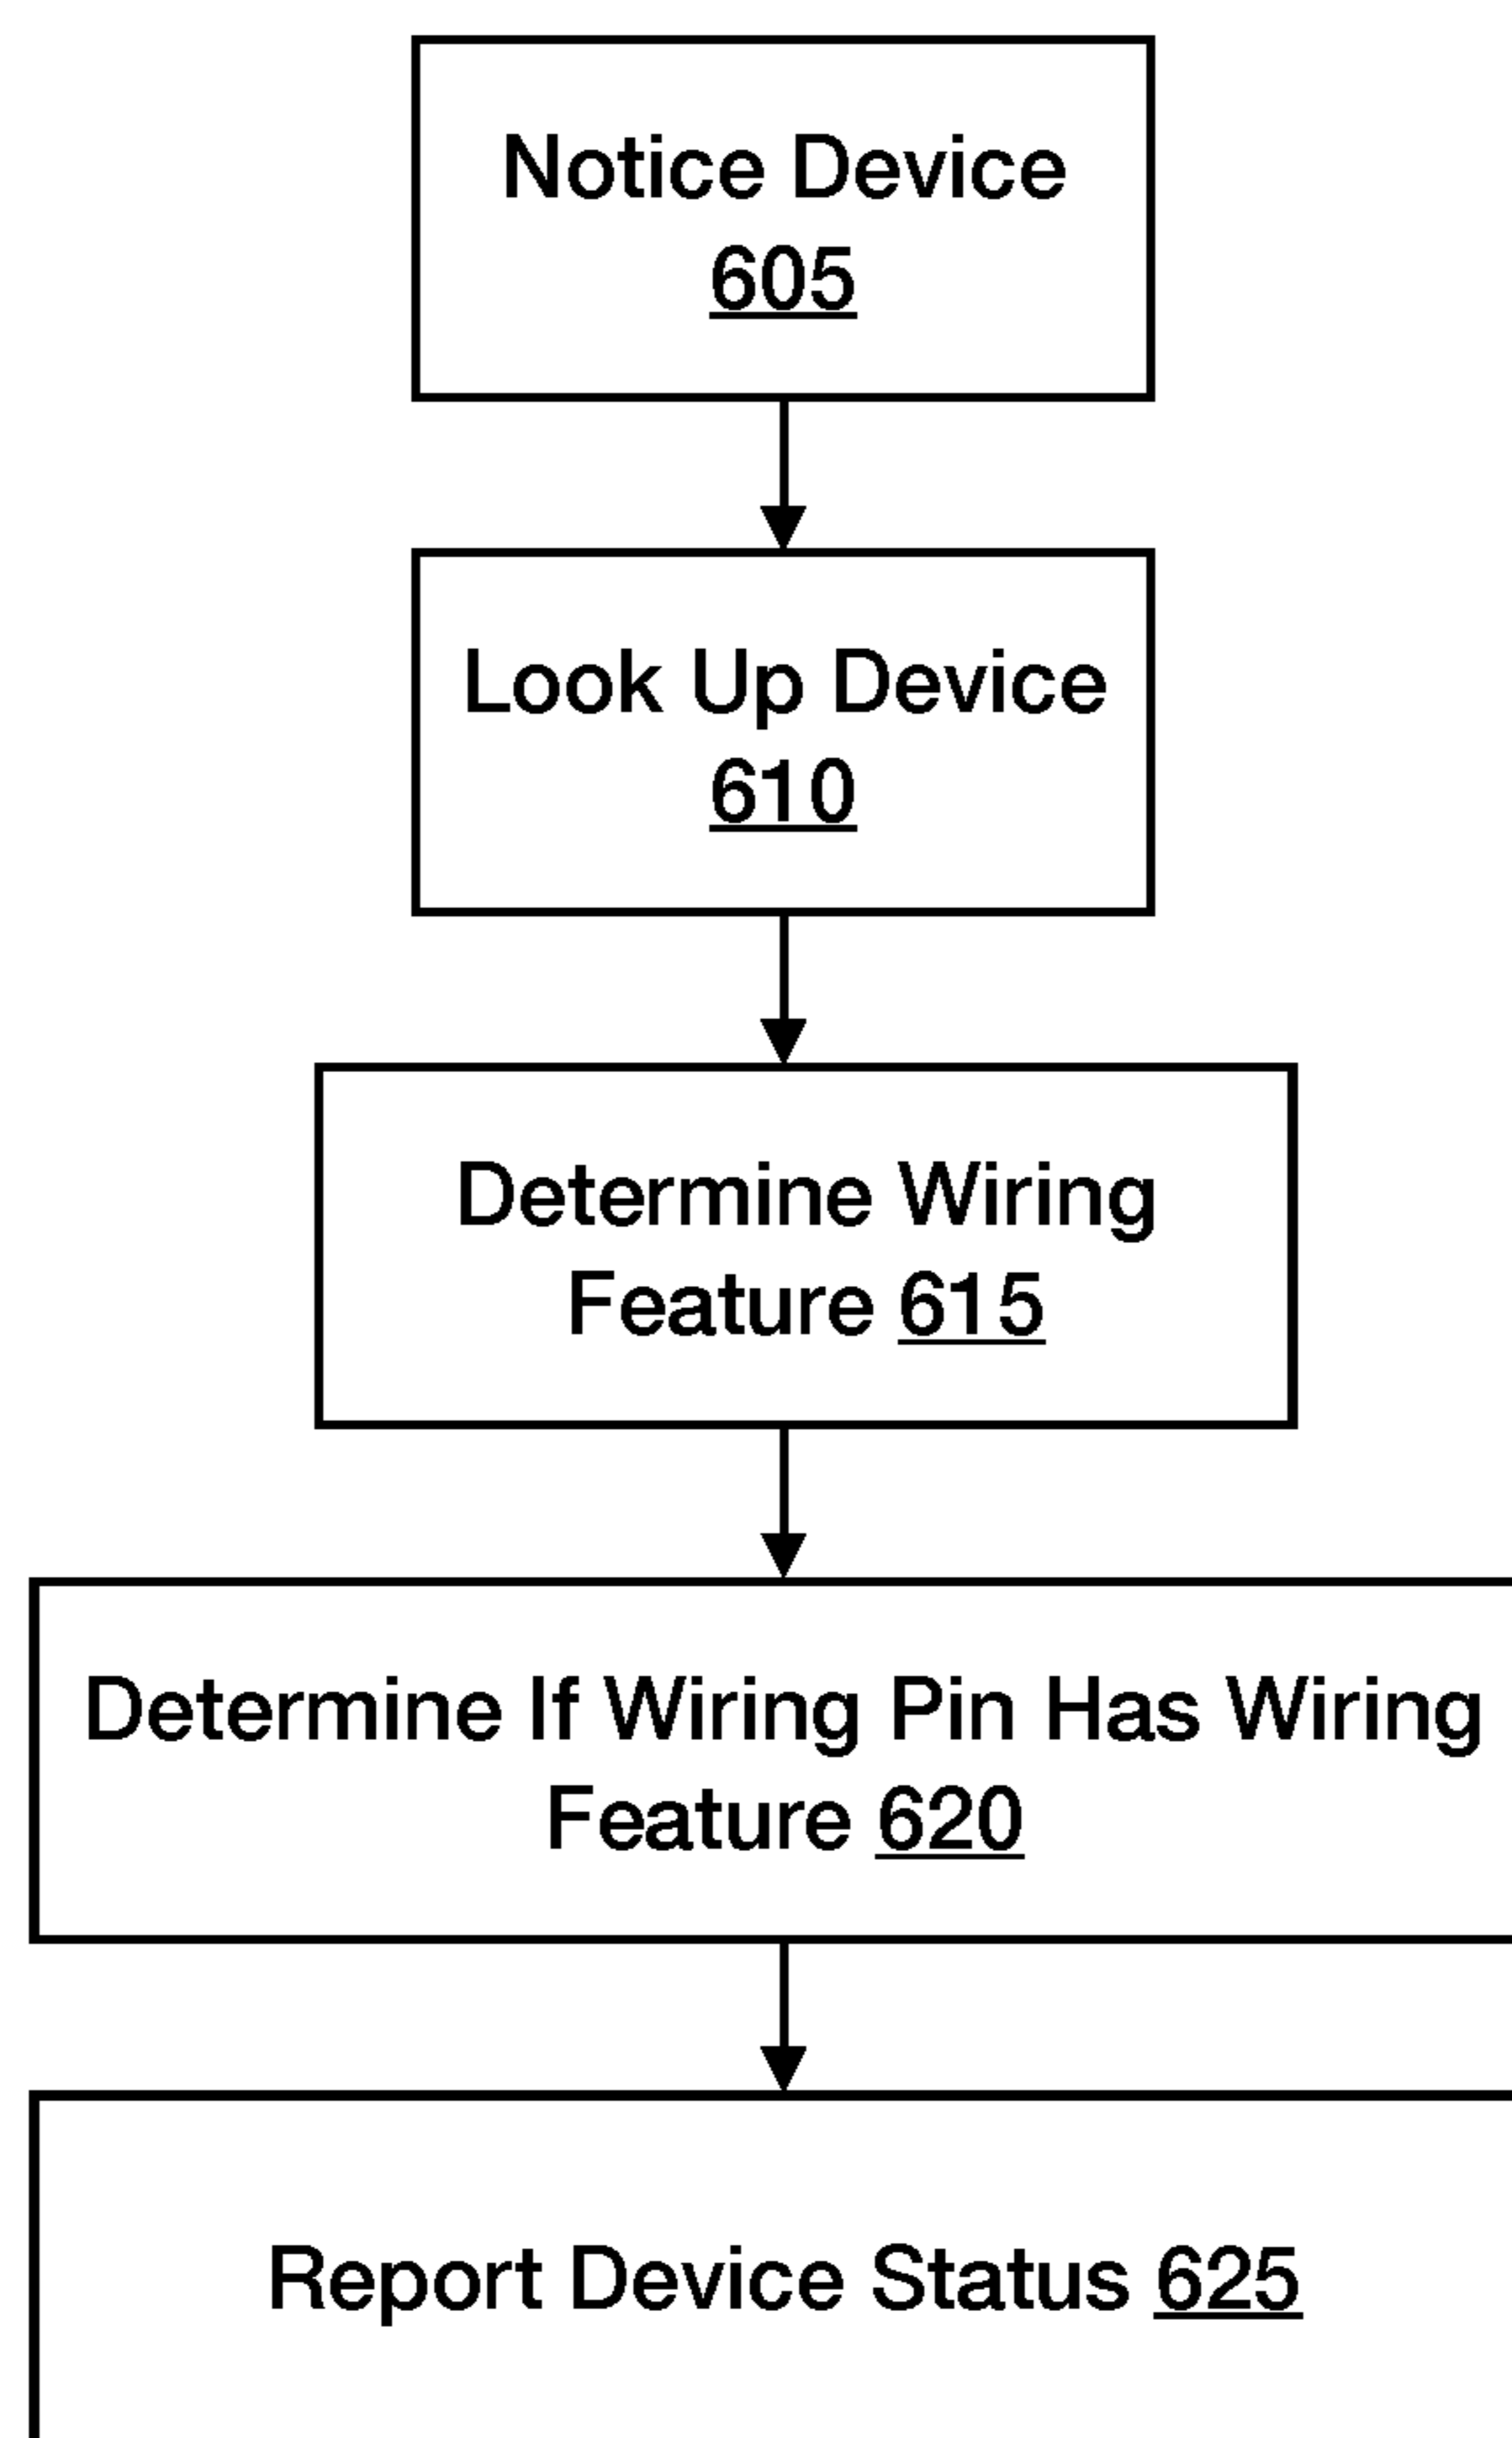 Notice Device
605
Look Up Device
610
Determine Wiring
Feature 615
Determine If Wiring Pin Has Wiring
Feature 620
Report Device Status 625